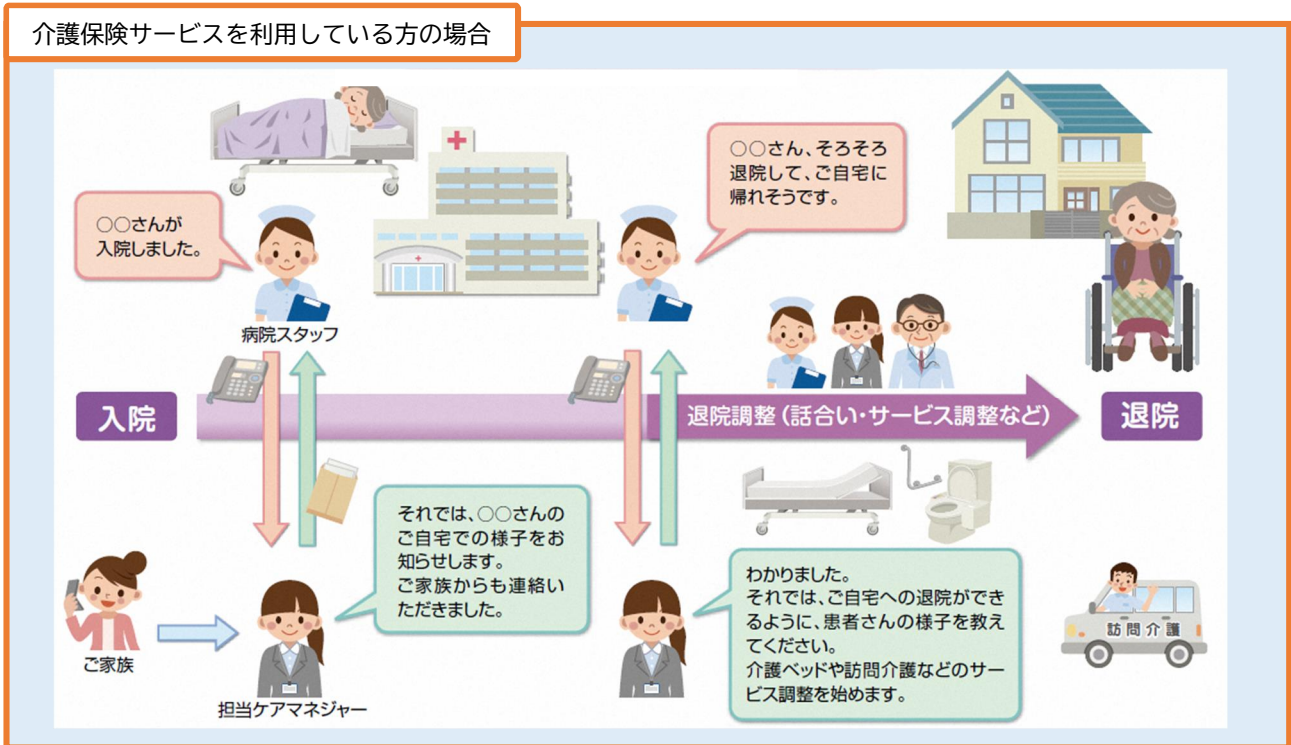 介護保険サービスを利用している方の場合
○○さんが
入院しました。
病院スタッフ
○○さん、そろそろ
退院して、ご自宅に
帰れそうです。
入院
退院調整（話合い・サービス調整など）
退院
それでは、○○さんの
ご自宅での様子をお
知らせします。
ご家族からも連絡い
ただきました。
ご家族
担当ケアマネジャー
わかりました。
それでは、ご自宅への退院ができ
るように、患者さんの様子を教え
てください。
介護ベッドや訪問介護などのサー
ビス調整を始めます。
訪問介護